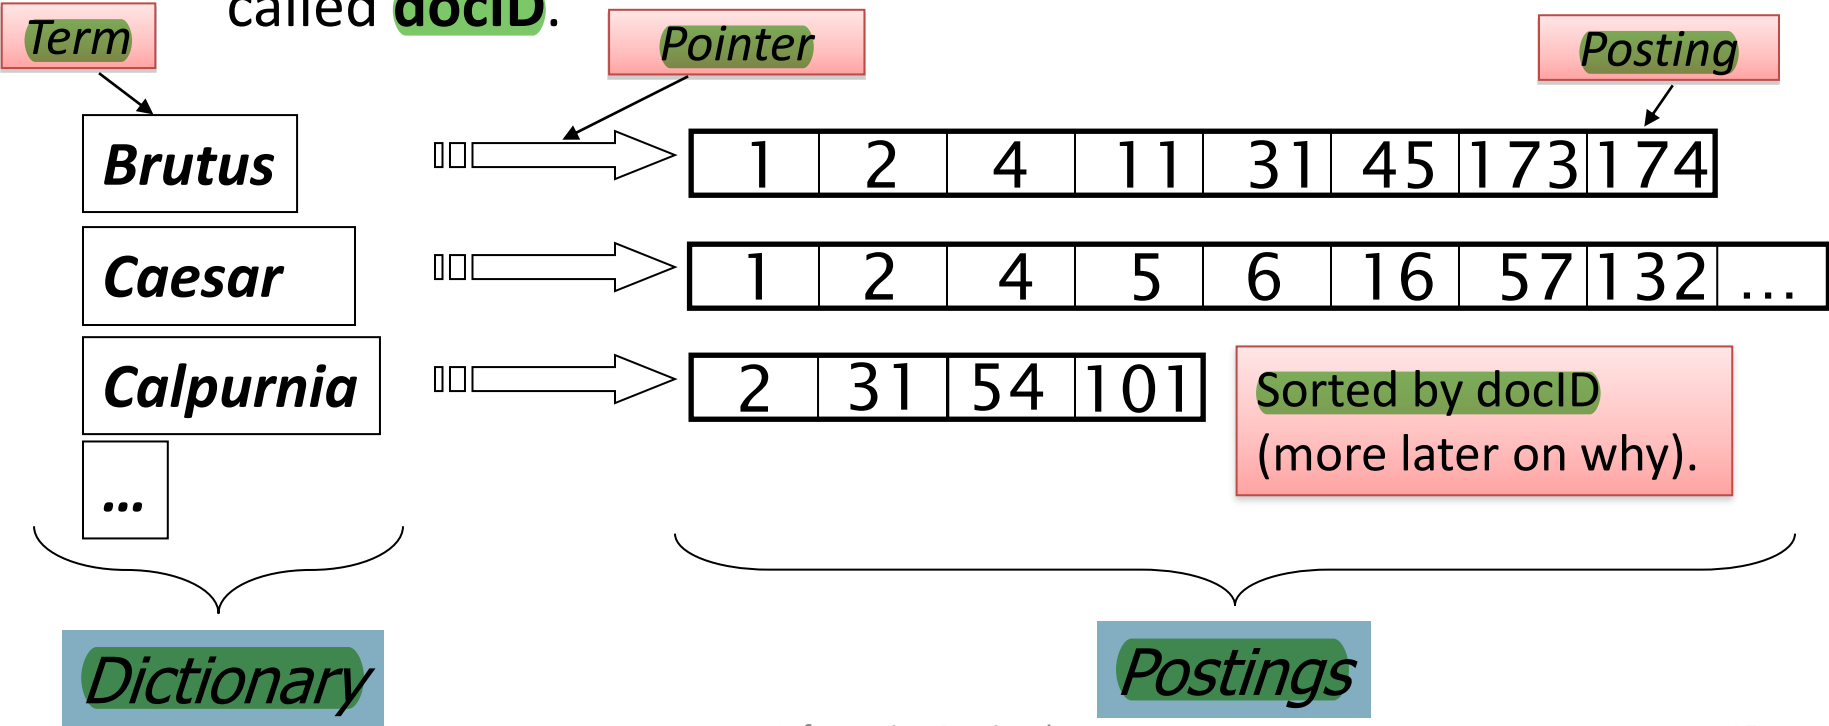 called docID.
Term
Pointer
Posting
Brutus
1 2 4 11 31 45 173 174
Caesar
1 2 4 5 6 16 57 132 ...
Calpurnia
2 31 54 101
Sorted by docID
(more later on why).
...
Dictionary
Postings